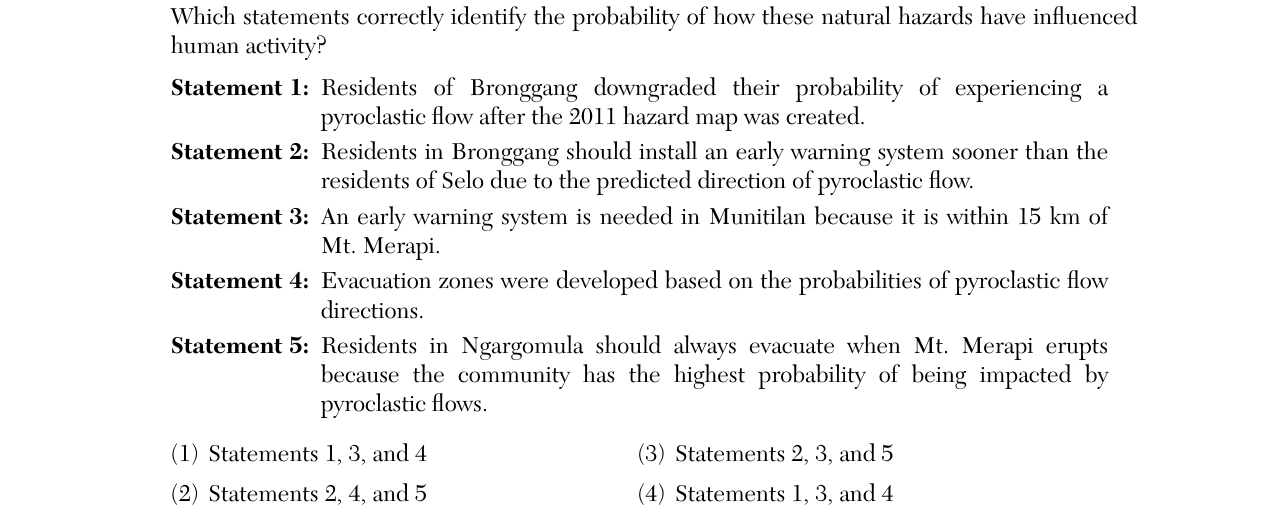 Which statements correctly identify the probability of how these natural hazards have influenced
human activity?
Statement 1: Residents of Bronggang downgraded their probability of experiencing a
pyroclastic flow after the 2011 hazard map was created.
Statement 2: Residents in Bronggang should install an early warning system sooner than the
residents of Selo due to the predicted direction of pyroclastic flow.
Statement 3: An early warning system is needed in Munitilan because it is within 15 km of
Mt. Merapi.
Statement 4: Evacuation zones were developed based on the probabilities of pyroclastic flow
directions.
Statement 5: Residents in Ngargomula should always evacuate when Mt. Merapi erupts
because the community has the highest probability of being impacted by
pyroclastic flows.
(1) Statements 1, 3, and 4 (3) Statements 2, 3, and 5
(2) Statements 2, 4, and 5 (4) Statements 1, 3, and 4